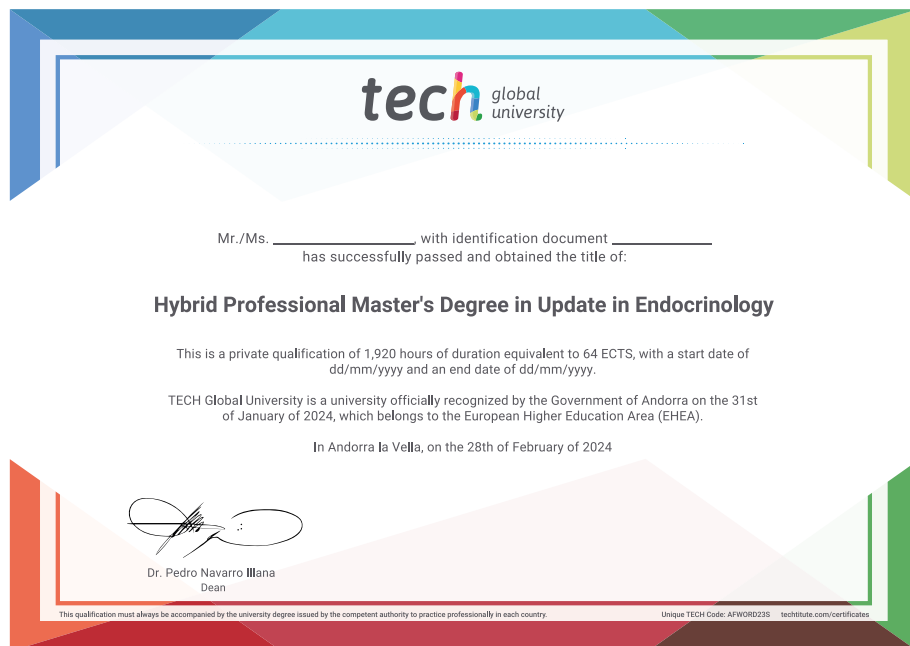 tech global university
Mr./Ms. ________________, with identification document ____________
has successfully passed and obtained the title of:
Hybrid Professional Master's Degree in Update in Endocrinology
This is a private qualification of 1,920 hours of duration equivalent to 64 ECTS, with a start date of
dd/mm/yyyy and an end date of dd/mm/yyyy.
TECH Global University is a university officially recognized by the Government of Andorra on the 31st
of January of 2024, which belongs to the European Higher Education Area (EHEA).
In Andorra la Vella, on the 28th of February of 2024
Dr. Pedro Navarro Illana
Dean
This qualification must always be accompanied by the university degree issued by the competent authority to practice professionally in each country.
Unique TECH Code: AFWORD23S techtitute.com/certificates